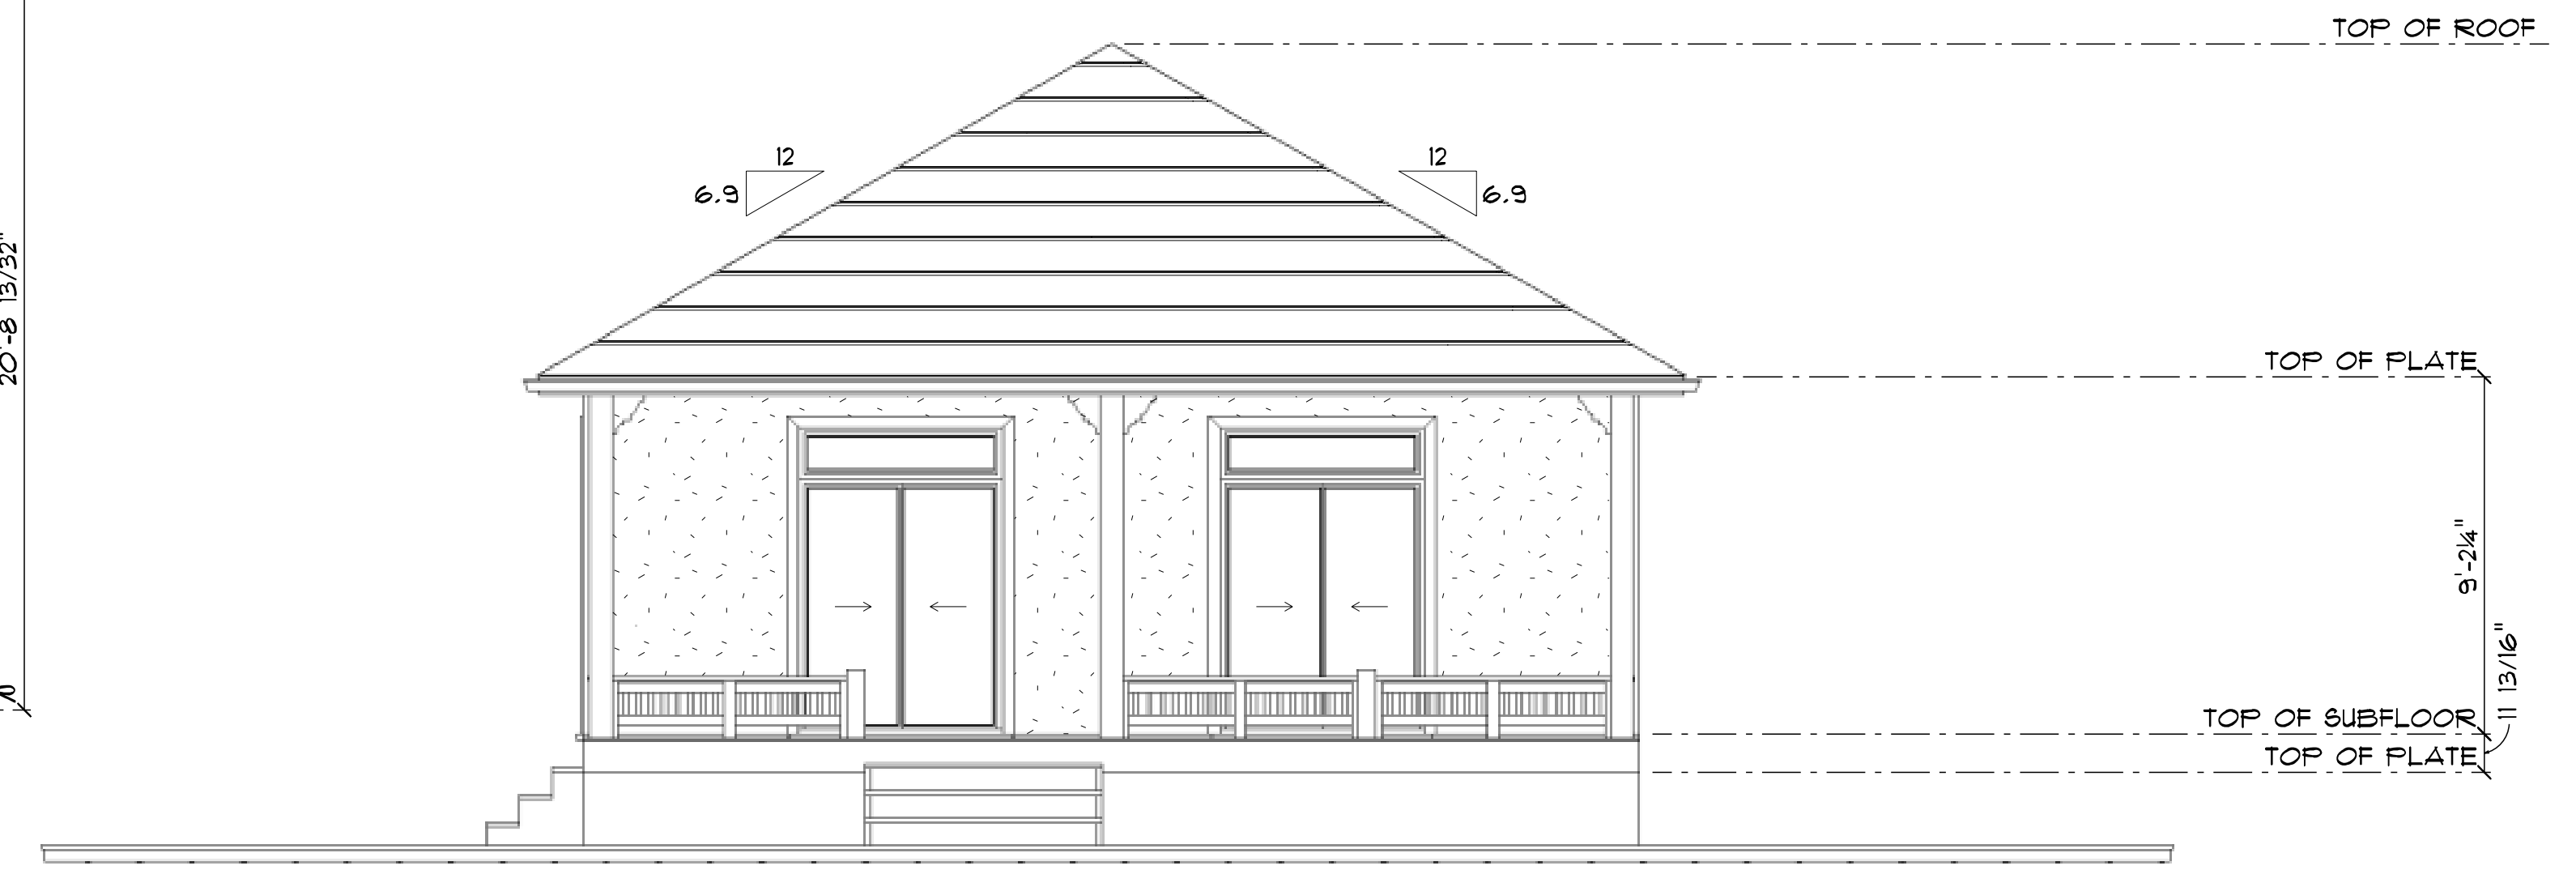 TOP OF ROOF
12
6.9
12
6.9
20'-8 13/32"
TOP OF PLATE
9'-2¼"
11 13/16"
TOP OF SUBFLOOR
TOP OF PLATE